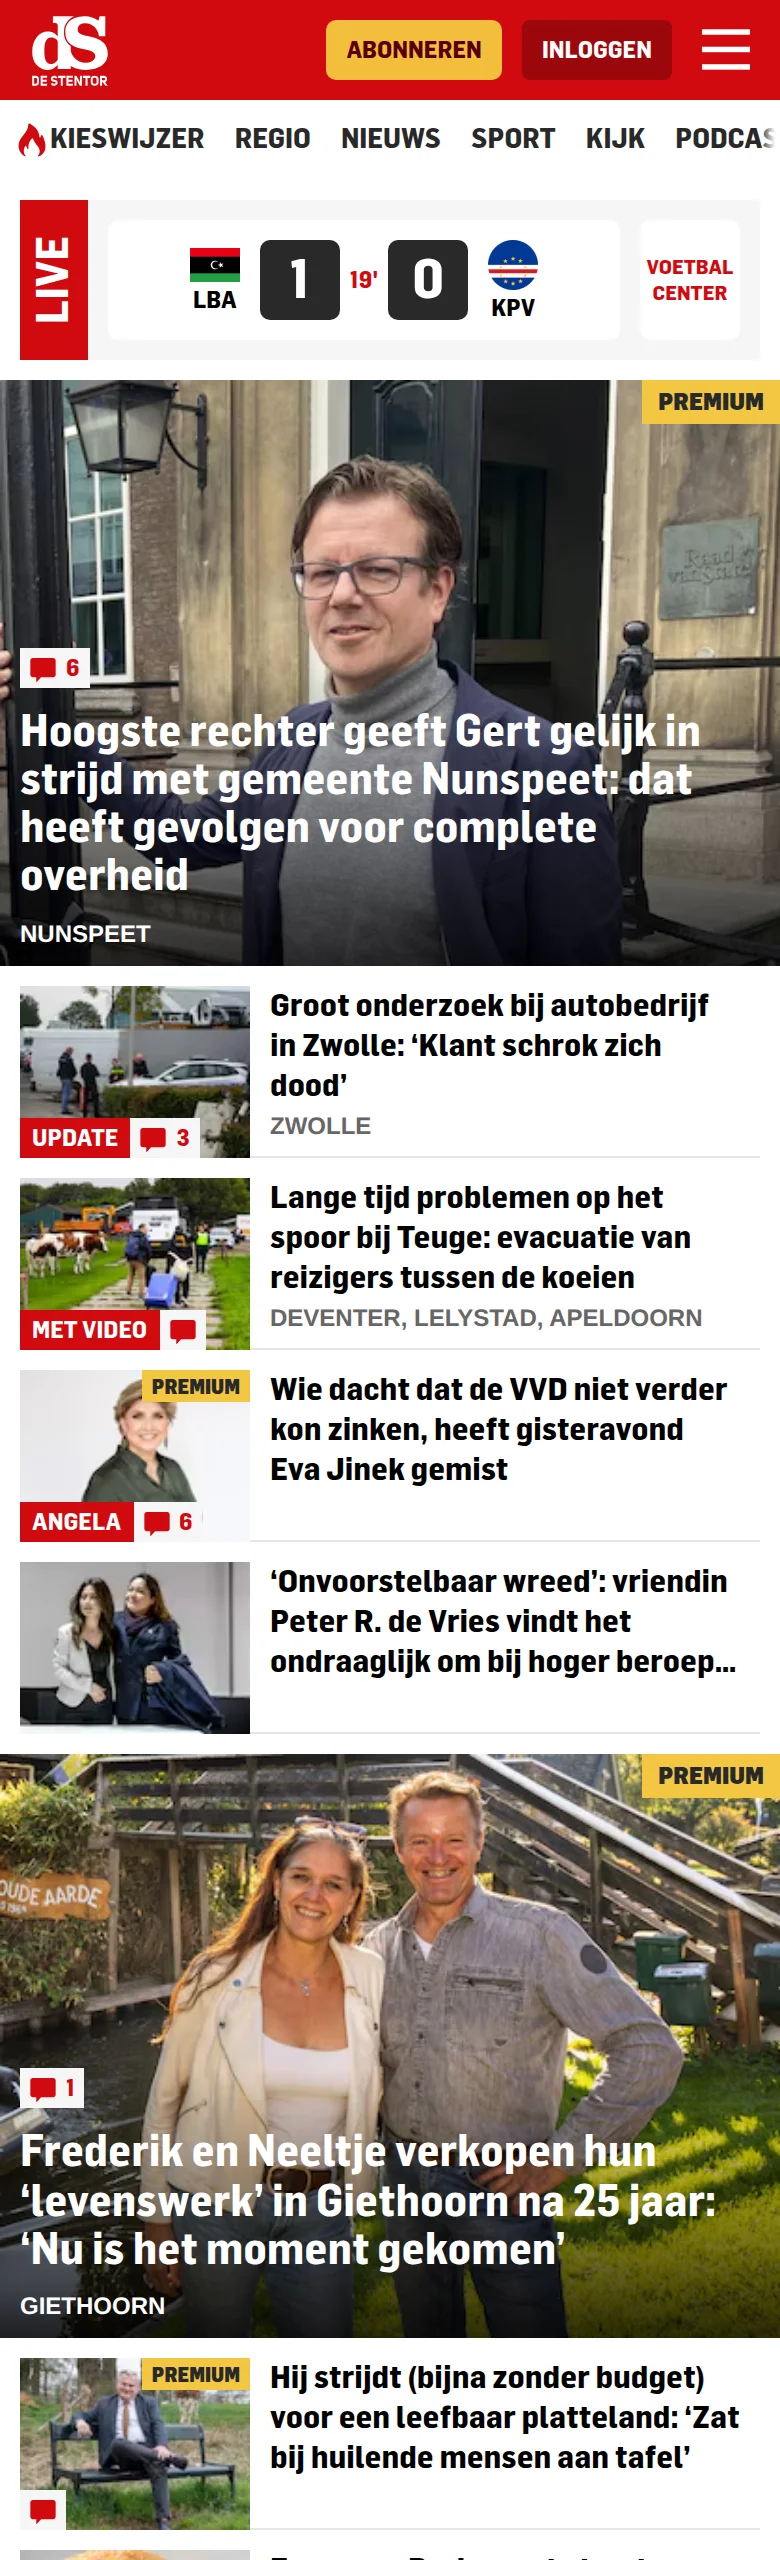 dS
DE STENTOR
ABONNEREN
INLOGGEN
KIESWIJZER REGIO NIEUWS SPORT KIJK PODCAS
LIVE
LBA
1
19'
0
KPV
VOETBAL
CENTER
PREMIUM
Raad
van State
6
Hoogste rechter geeft Gert gelijk in
strijd met gemeente Nunspeet: dat
heeft gevolgen voor complete
overheid
NUNSPEET
Groot onderzoek bij autobedrijf
in Zwolle: ‘Klant schrok zich
dood’
ZWOLLE
UPDATE
3
Lange tijd problemen op het
spoor bij Teuge: evacuatie van
reizigers tussen de koeien
DEVENTER, LELYSTAD, APELDOORN
MET VIDEO
PREMIUM
Wie dacht dat de VVD niet verder
kon zinken, heeft gisteravond
Eva Jinek gemist
ANGELA
6
‘Onvoorstelbaar wreed’: vriendin
Peter R. de Vries vindt het
ondraaglijk om bij hoger beroep...
PREMIUM
OUDE AARDE
1
Frederik en Neeltje verkopen hun
‘levenswerk’ in Giethoorn na 25 jaar:
‘Nu is het moment gekomen’
GIETHOORN
PREMIUM
Hij strijdt (bijna zonder budget)
voor een leefbaar platteland: ‘Zat
bij huilende mensen aan tafel’